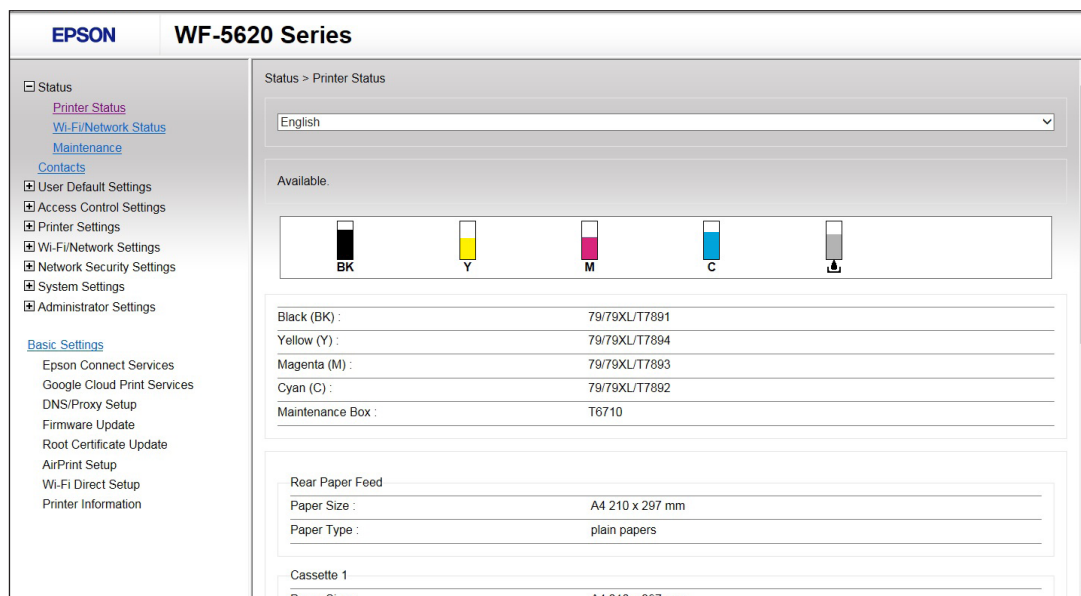 EPSON WF-5620 Series
Status
Printer Status
Wi-Fi/Network Status
Maintenance
Contacts
User Default Settings
Access Control Settings
Printer Settings
Wi-Fi/Network Settings
Network Security Settings
System Settings
Administrator Settings
Basic Settings
Epson Connect Services
Google Cloud Print Services
DNS/Proxy Setup
Firmware Update
Root Certificate Update
AirPrint Setup
Wi-Fi Direct Setup
Printer Information
Status > Printer Status
English
Available.
BK Y M C
Black (BK) : 79/79XL/T7891
Yellow (Y) : 79/79XL/T7894
Magenta (M) : 79/79XL/T7893
Cyan (C) : 79/79XL/T7892
Maintenance Box : T6710
Rear Paper Feed
Paper Size : A4 210 x 297 mm
Paper Type : plain papers
Cassette 1